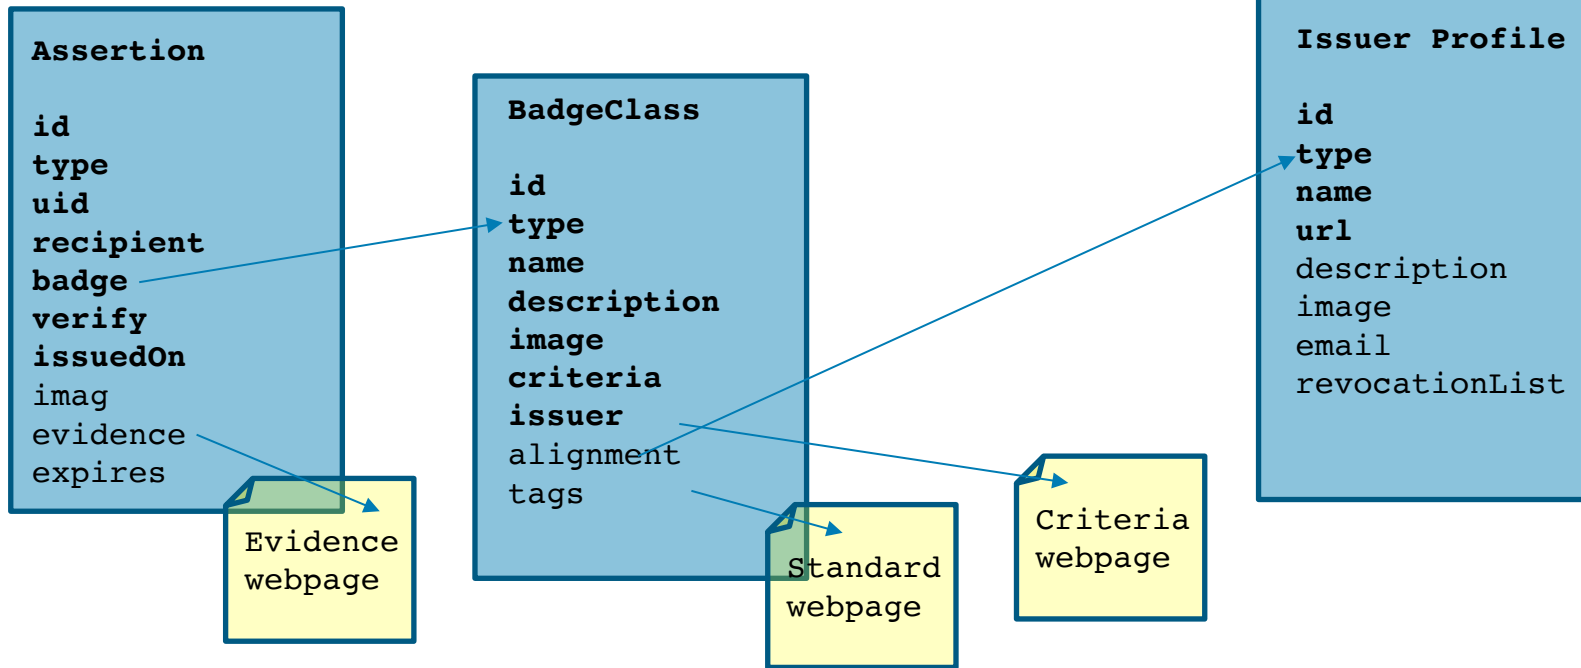 Assertion
id
type
uid
recipient
badge
verify
issuedOn
imag
evidence
expires
Evidence
webpage
BadgeClass
id
type
name
description
image
criteria
issuer
alignment
tags
Standard
webpage
Criteria
webpage
Issuer Profile
id
type
name
url
description
image
email
revocationList